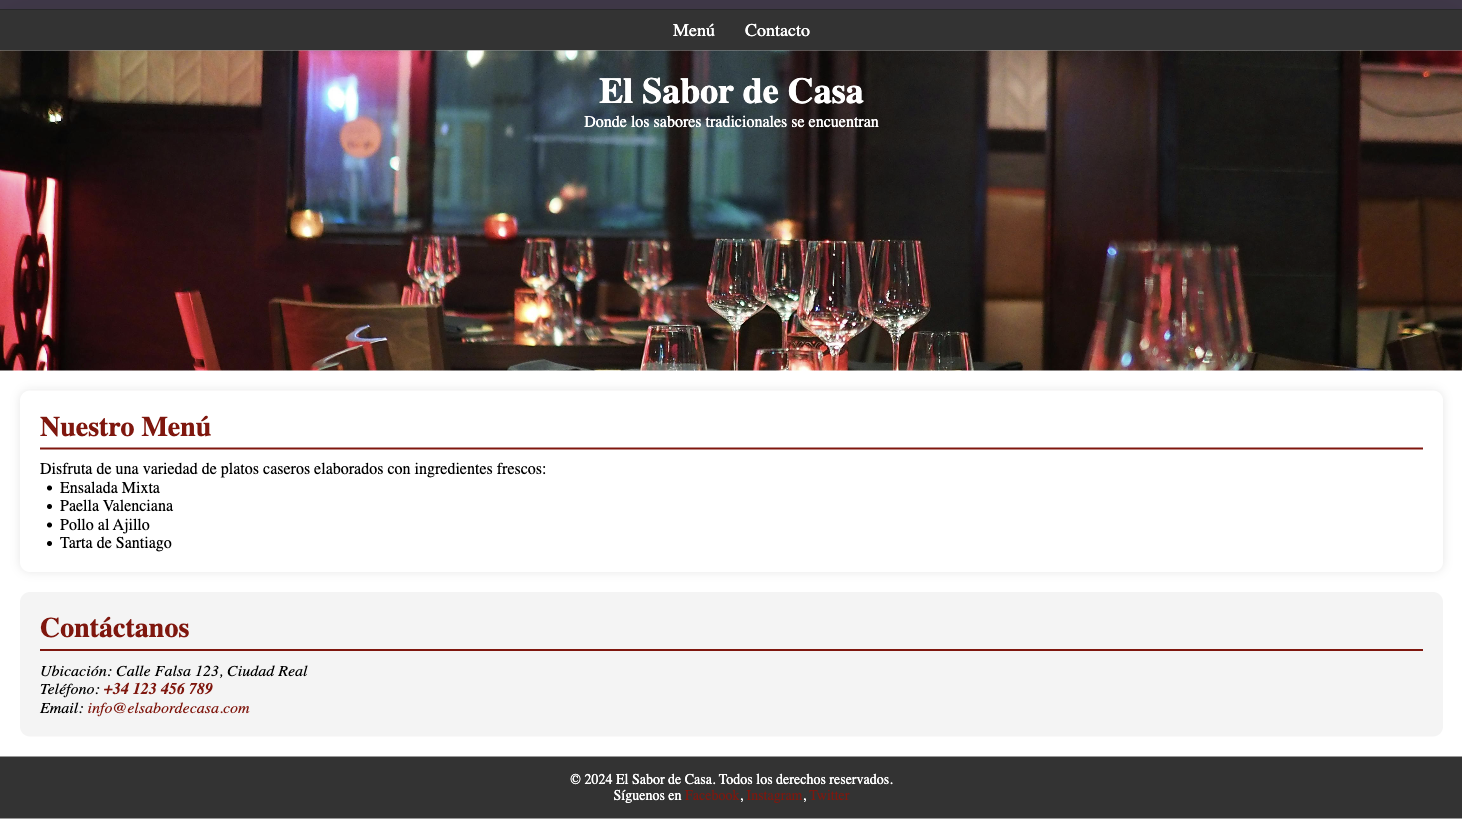 Menú Contacto
El Sabor de Casa
Donde los sabores tradicionales se encuentran
Nuestro Menú
Disfruta de una variedad de platos caseros elaborados con ingredientes frescos:
• Ensalada Mixta
• Paella Valenciana
• Pollo al Ajillo
• Tarta de Santiago
Contáctanos
Ubicación: Calle Falsa 123, Ciudad Real
Teléfono: +34 123 456 789
Email: info@elsabordecasa.com
© 2024 El Sabor de Casa. Todos los derechos reservados.
Síguenos en Facebook, Instagram, Twitter